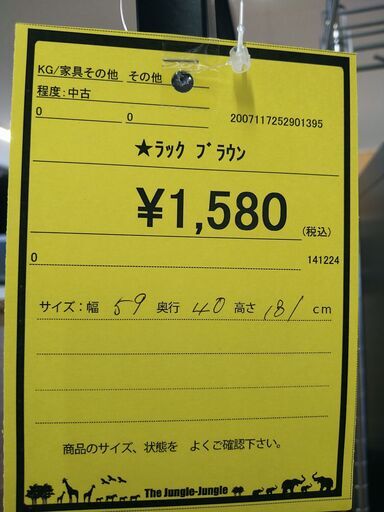 KG/家具その他 その他
程度:中古
0 0 2007117252901395
★ﾗｯｸ ﾌﾞﾗｳﾝ
¥1,580 (税込)
0 141224
サイズ:幅 59 奥行 40 高さ 181 cm
商品のサイズ、状態を よくご確認下さい。
The Jungle-Jungle